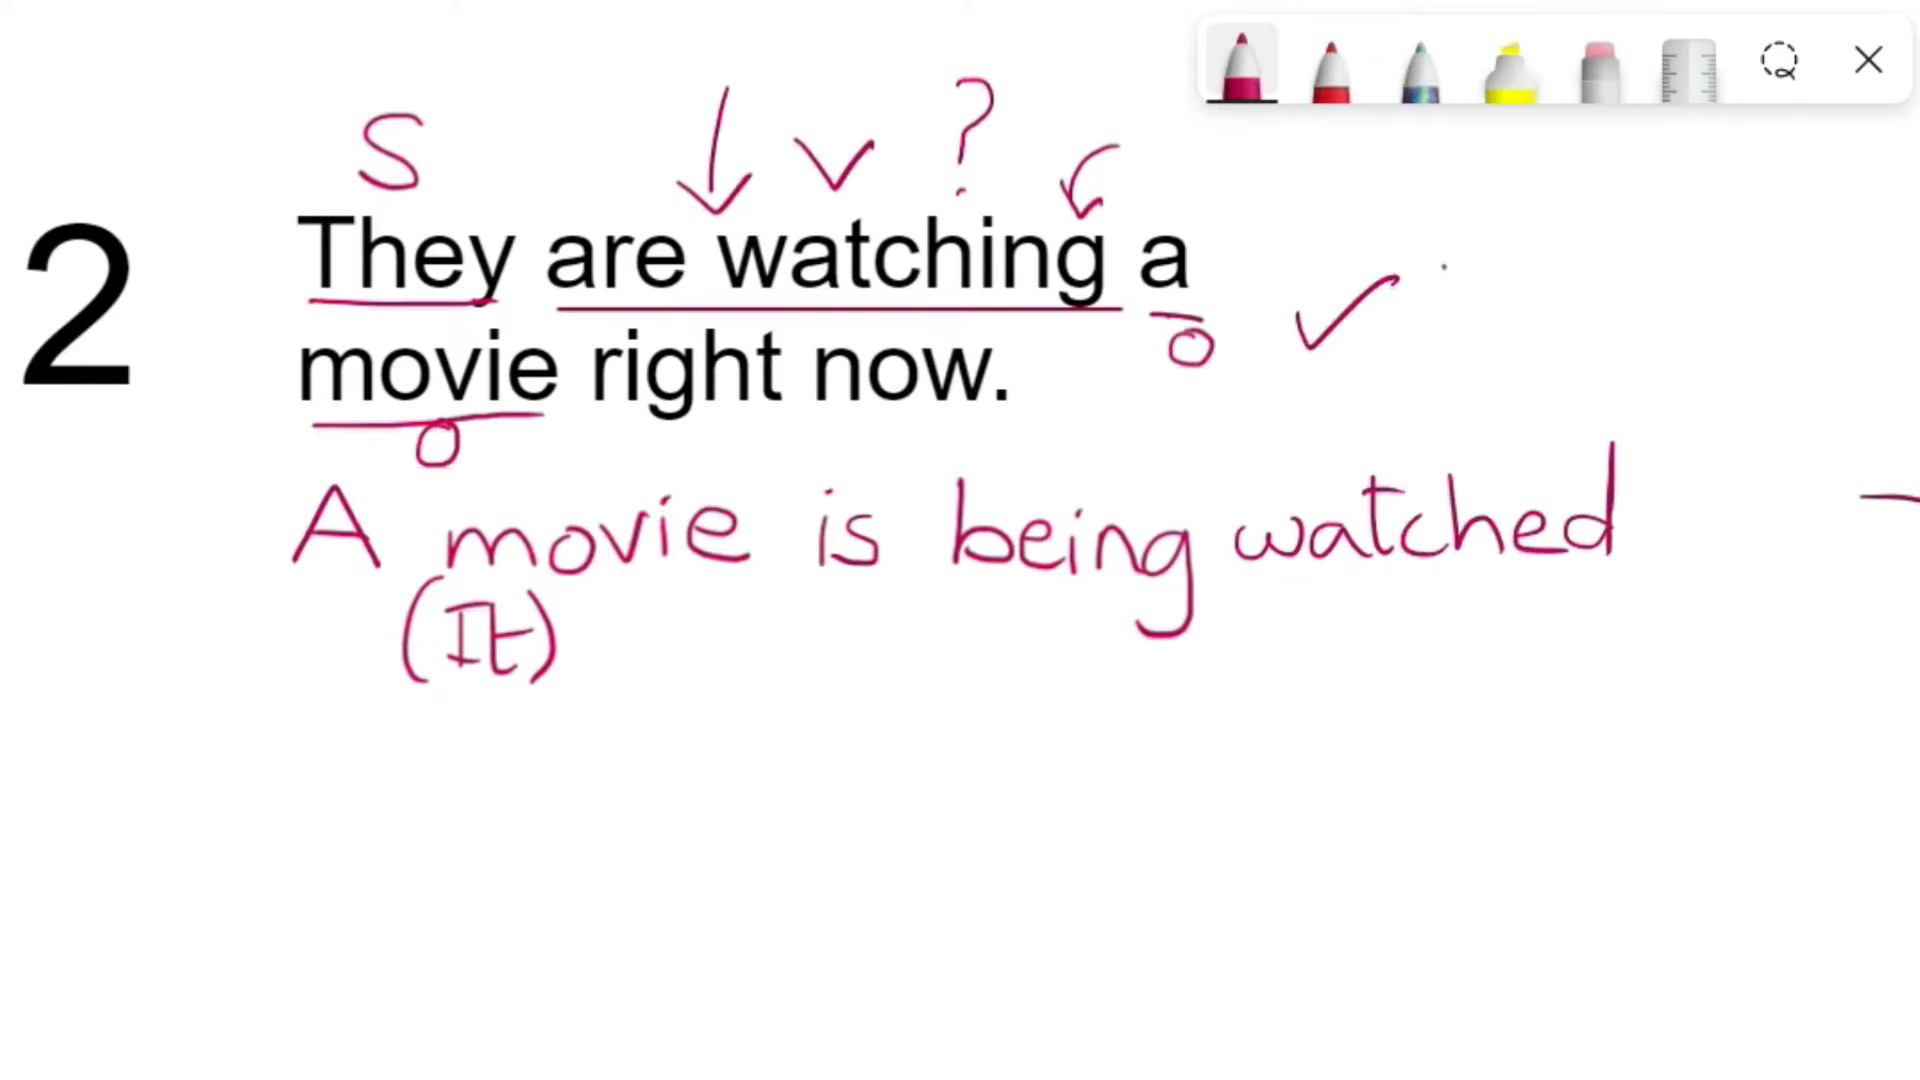 S v ?
2 They are watching a
o
movie right now.
o
A movie is being watched
(It)